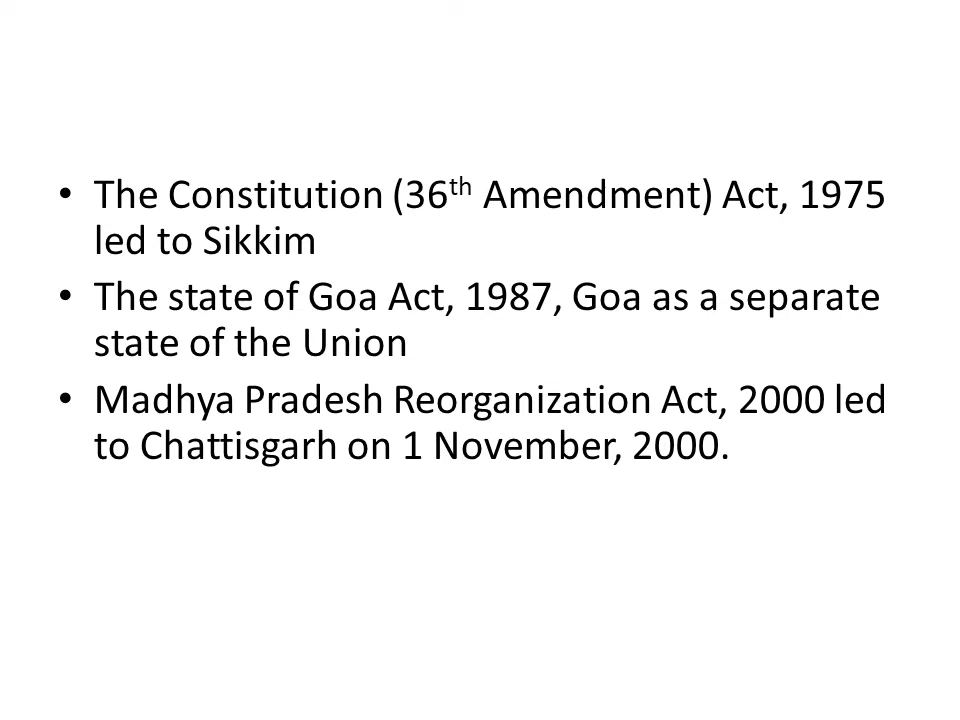 • The Constitution (36th Amendment) Act, 1975
led to Sikkim
• The state of Goa Act, 1987, Goa as a separate
state of the Union
• Madhya Pradesh Reorganization Act, 2000 led
to Chattisgarh on 1 November, 2000.